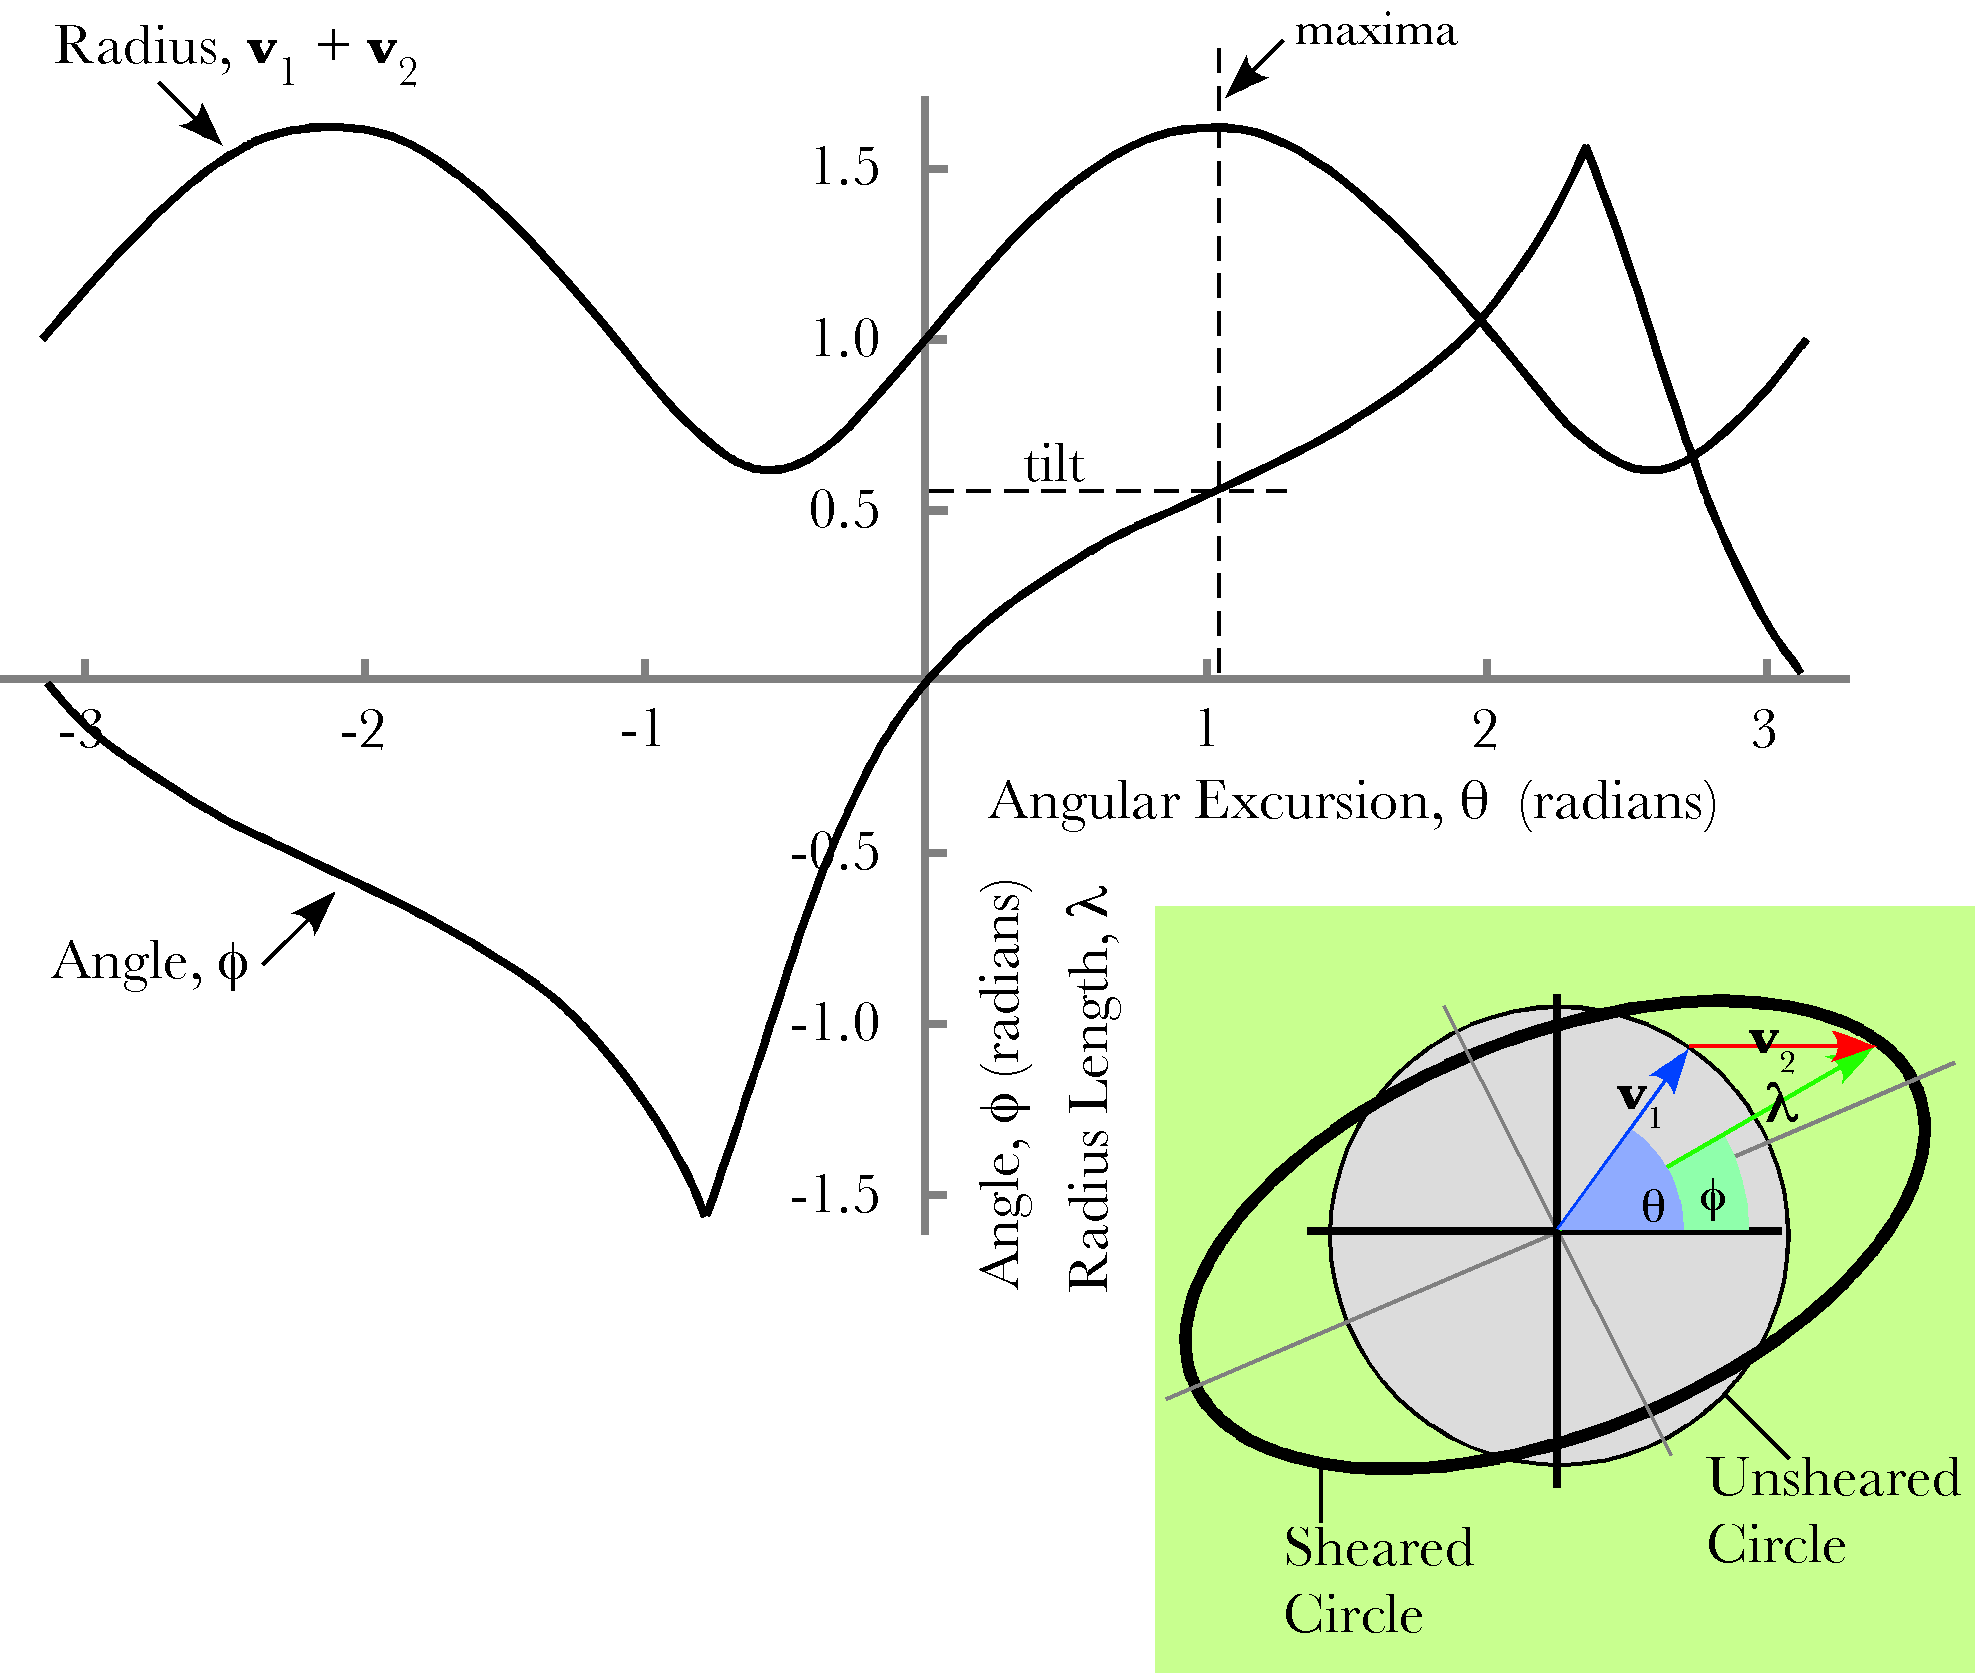 Radius, v1 + v2
maxima
1.5
1.0
0.5
tilt
-3
-2
-1
1
2
3
Angular Excursion, θ (radians)
-0.5
-1.0
-1.5
Angle, ϕ
Angle, ϕ (radians)
Radius Length, λ
v2
v1
λ
θ
ϕ
Unsheared
Circle
Sheared
Circle